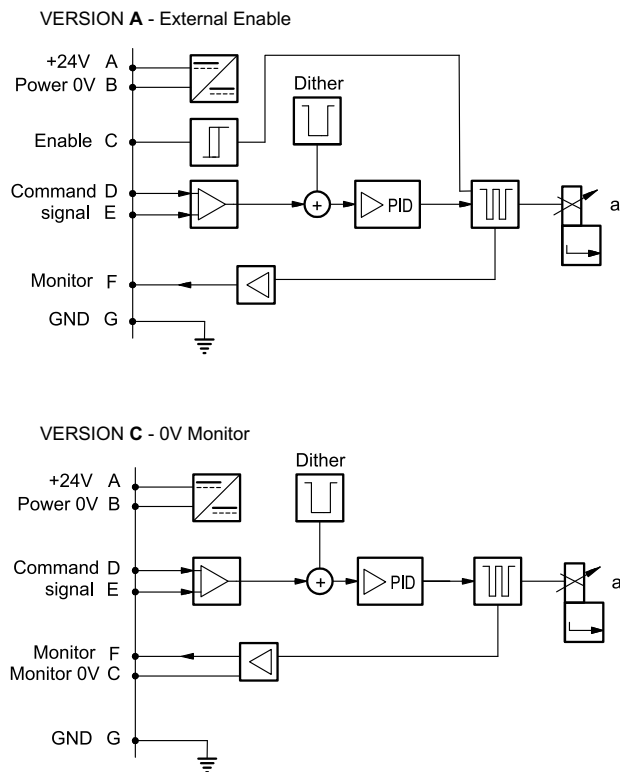 VERSION A - External Enable
+24V A
Power 0V B
Dither
Enable C
Command D
signal E
PID
a
Monitor F
GND G
VERSION C - 0V Monitor
+24V A
Power 0V B
Dither
Command D
signal E
PID
a
Monitor F
Monitor 0V C
GND G